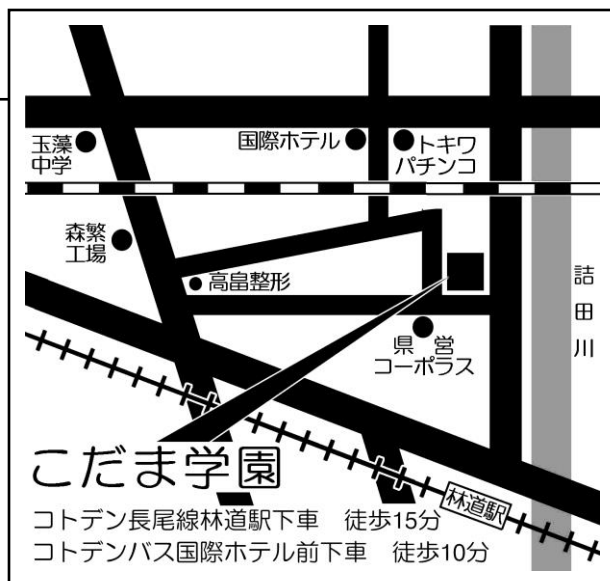 玉藻
中学
国際ホテル
トキワ
パチンコ
森繁
工場
高畠整形
詰田川
県営
コーポラス
こだま学園
林道駅
コトデン長尾線林道駅下車 徒歩15分
コトデンバス国際ホテル前下車 徒歩10分